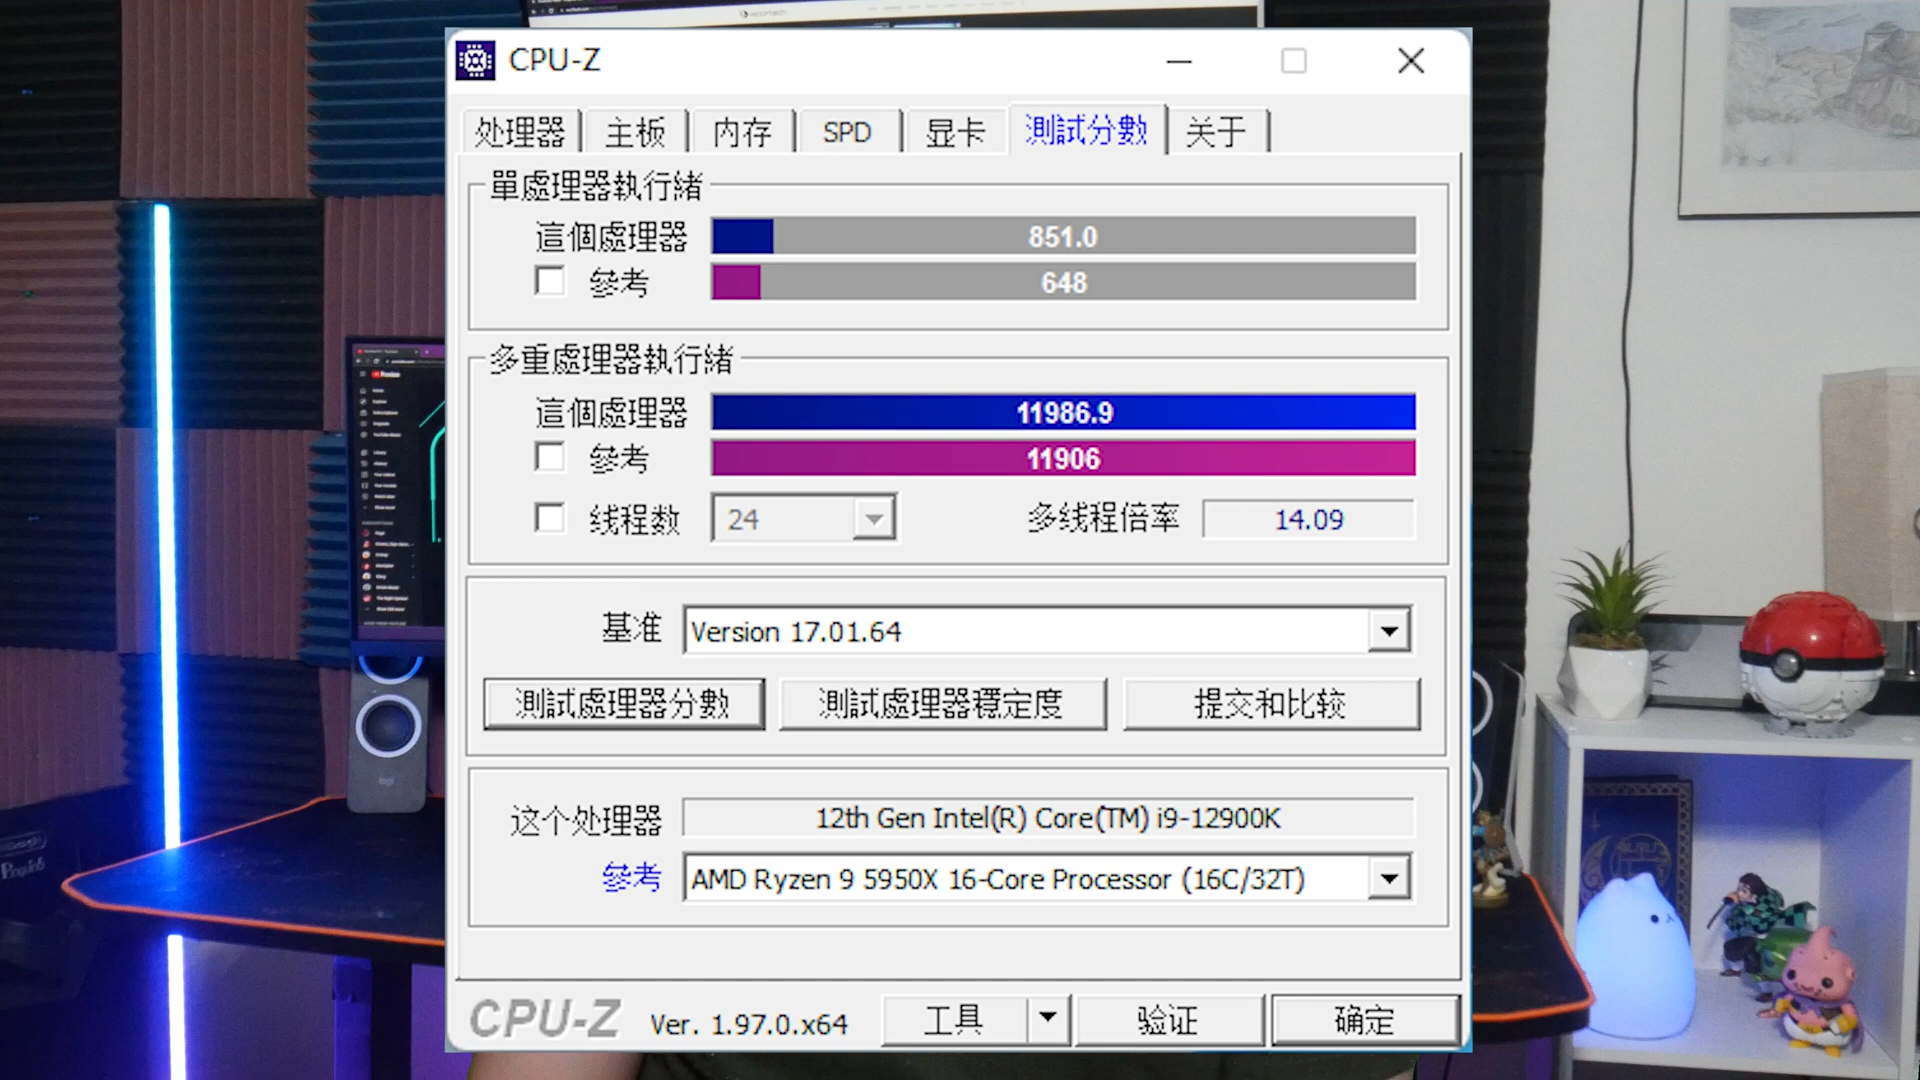 CPU-Z
处理器 主板 内存 SPD 显卡 測試分數 关于
單處理器執行緒
這個處理器 851.0
參考 648
多重處理器執行緒
這個處理器 11986.9
參考 11906
线程数 24 多线程倍率 14.09
基准 Version 17.01.64
測試處理器分數 測試處理器穩定度 提交和比较
这个处理器 12th Gen Intel(R) Core(TM) i9-12900K
參考 AMD Ryzen 9 5950X 16-Core Processor (16C/32T)
CPU-Z Ver. 1.97.0.x64 工具 验证 确定
logi